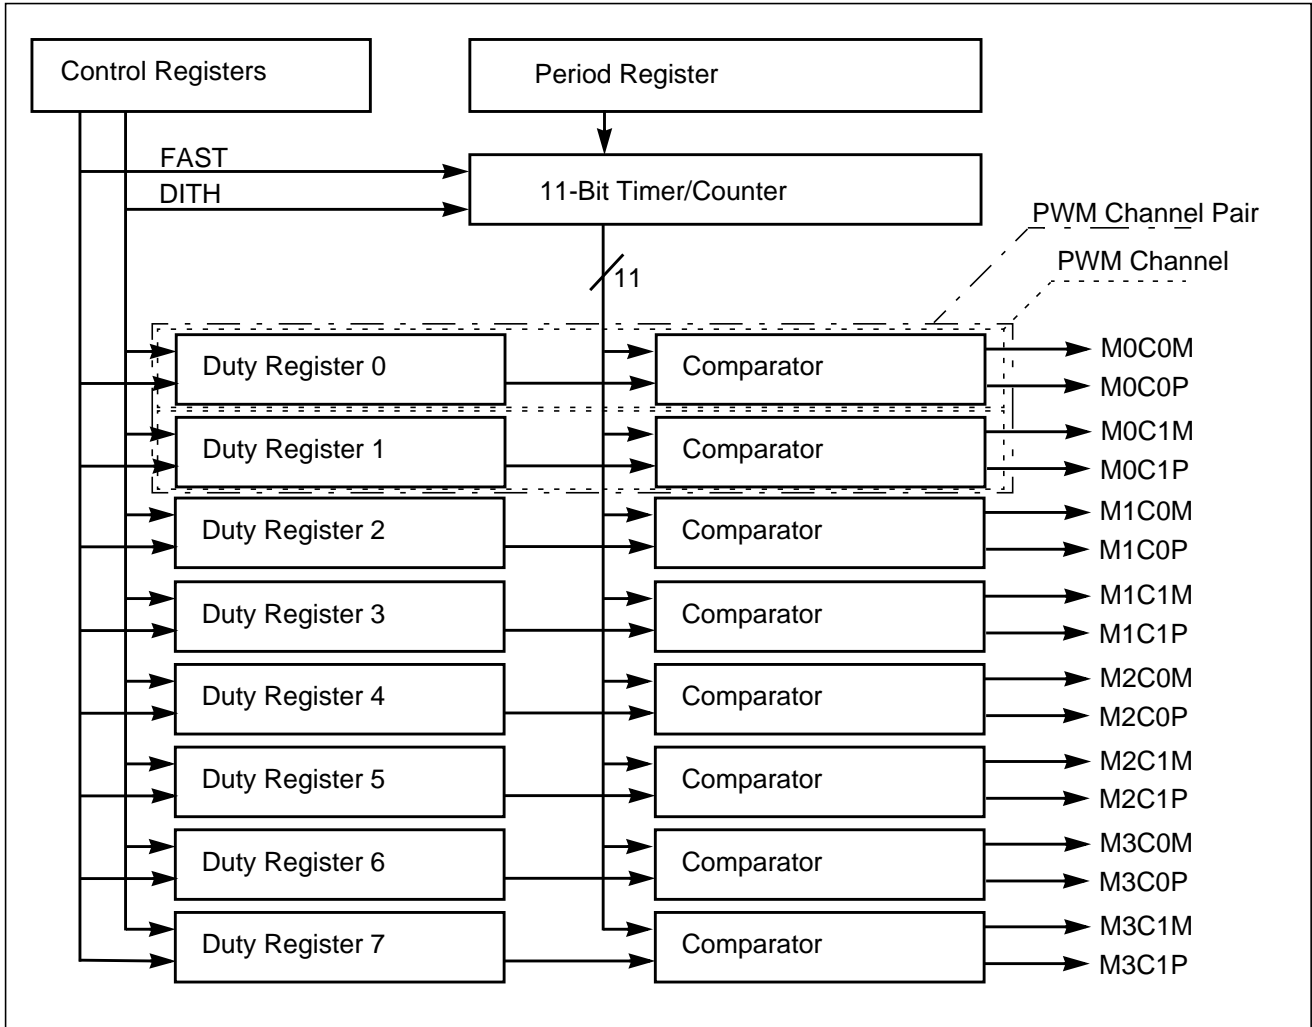 Control Registers
Period Register
FAST
DITH
11-Bit Timer/Counter
PWM Channel Pair
PWM Channel
11
Duty Register 0
Comparator
M0C0M
M0C0P
Duty Register 1
Comparator
M0C1M
M0C1P
Duty Register 2
Comparator
M1C0M
M1C0P
Duty Register 3
Comparator
M1C1M
M1C1P
Duty Register 4
Comparator
M2C0M
M2C0P
Duty Register 5
Comparator
M2C1M
M2C1P
Duty Register 6
Comparator
M3C0M
M3C0P
Duty Register 7
Comparator
M3C1M
M3C1P